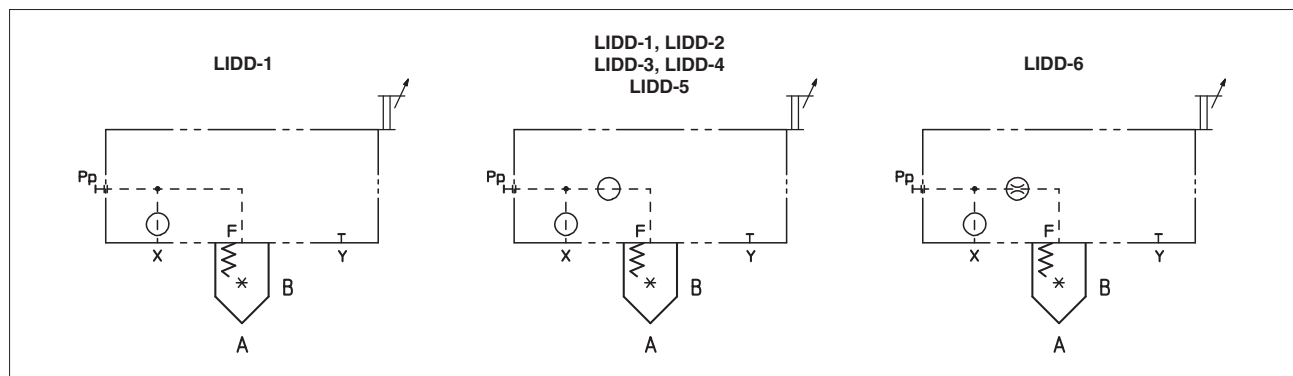 LIDD-1
LIDD-1, LIDD-2
LIDD-3, LIDD-4
LIDD-5
LIDD-6
Pp
F
X
Y
B
A
Pp
F
X
Y
B
A
Pp
F
X
Y
B
A